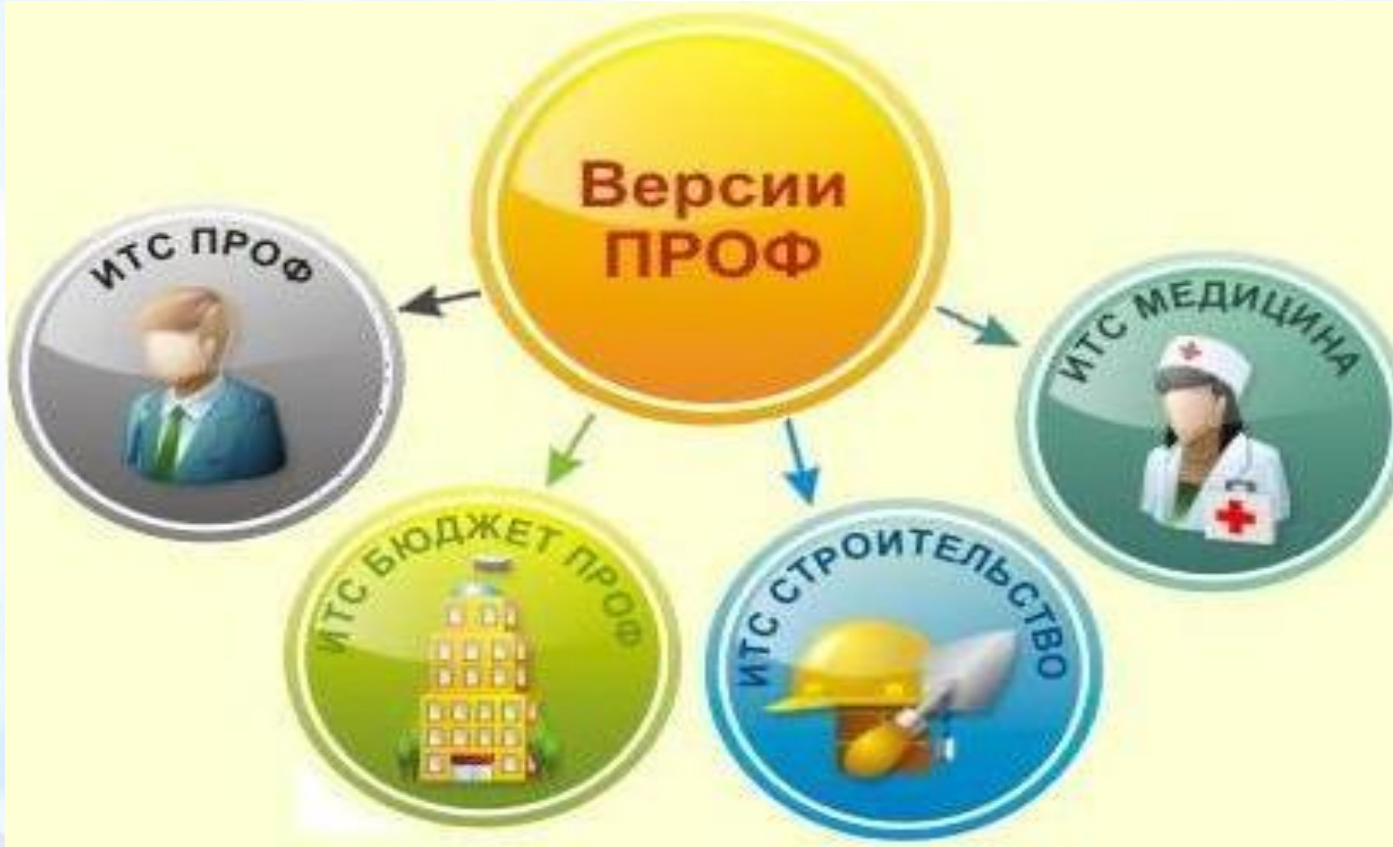 Версии
ПРОФ
ИТС ПРОФ
ИТС МЕДИЦИНА
ИТС БЮДЖЕТ ПРОФ
ИТС СТРОИТЕЛЬСТВО